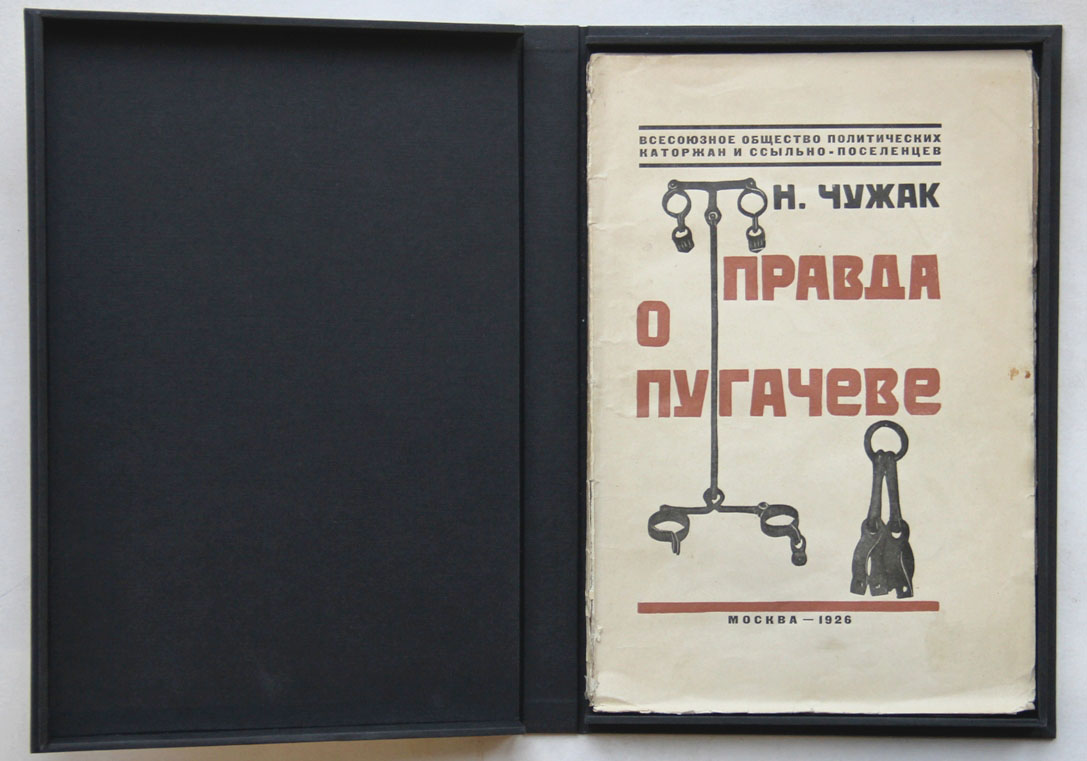 ВСЕСОЮЗНОЕ ОБЩЕСТВО ПОЛИТИЧЕСКИХ
КАТОРЖАН И ССЫЛЬНО-ПОСЕЛЕНЦЕВ
Н. ЧУЖАК
ПРАВДА
О
ПУГАЧЕВЕ
МОСКВА — 1926